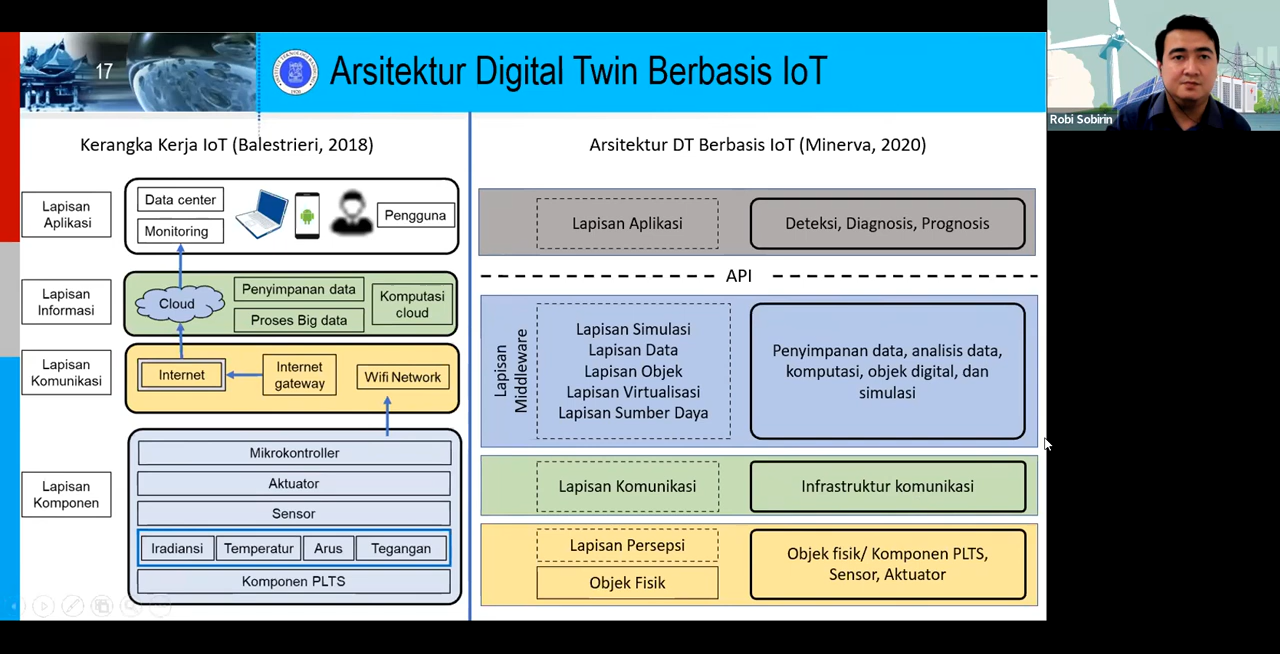 17
Arsitektur Digital Twin Berbasis IoT
Robi Sobirin
Kerangka Kerja IoT (Balestrieri, 2018)
Lapisan
Aplikasi
Data center
Monitoring
Pengguna
Lapisan
Informasi
Cloud
Penyimpanan data
Proses Big data
Komputasi
cloud
Lapisan
Komunikasi
Internet
Internet
gateway
Wifi Network
Lapisan
Komponen
Mikrokontroller
Aktuator
Sensor
Iradiansi
Temperatur
Arus
Tegangan
Komponen PLTS
Arsitektur DT Berbasis IoT (Minerva, 2020)
Lapisan Aplikasi
Deteksi, Diagnosis, Prognosis
API
Lapisan
Middleware
Lapisan Simulasi
Lapisan Data
Lapisan Objek
Lapisan Virtualisasi
Lapisan Sumber Daya
Penyimpanan data, analisis data,
komputasi, objek digital, dan
simulasi
Lapisan Komunikasi
Infrastruktur komunikasi
Lapisan Persepsi
Objek Fisik
Objek fisik/ Komponen PLTS,
Sensor, Aktuator